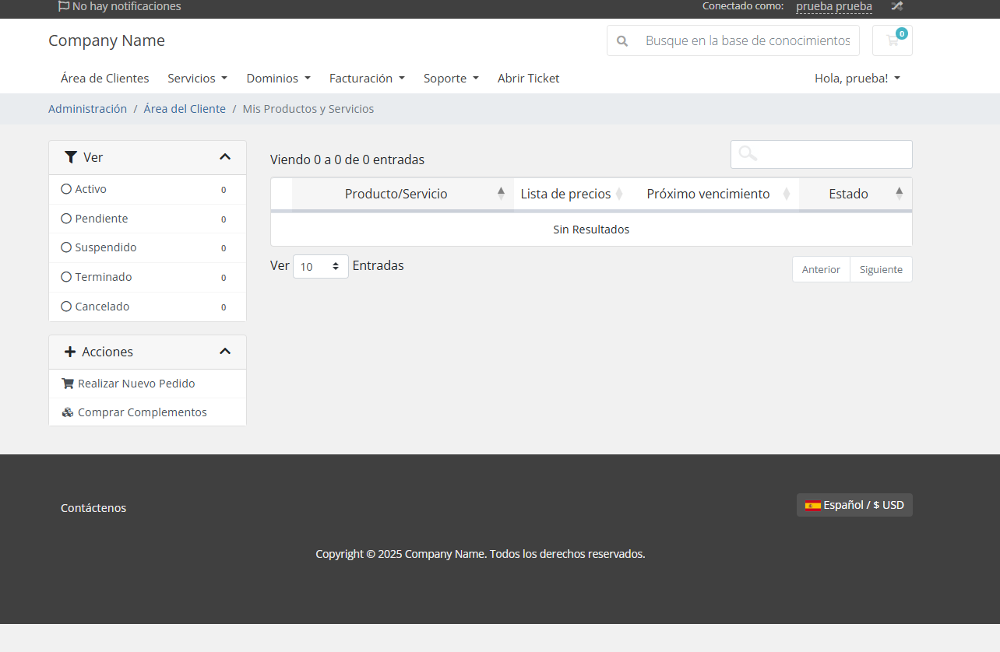 No hay notificaciones Conectado como: prueba prueba
Company Name Busque en la base de conocimientos 0
Área de Clientes Servicios Dominios Facturación Soporte Abrir Ticket Hola, prueba!
Administración / Área del Cliente / Mis Productos y Servicios
Ver
Activo 0
Pendiente 0
Suspendido 0
Terminado 0
Cancelado 0
Acciones
Realizar Nuevo Pedido
Comprar Complementos
Viendo 0 a 0 de 0 entradas
Producto/Servicio Lista de precios Próximo vencimiento Estado
Sin Resultados
Ver 10 Entradas Anterior Siguiente
Contáctenos Español / $ USD
Copyright © 2025 Company Name. Todos los derechos reservados.